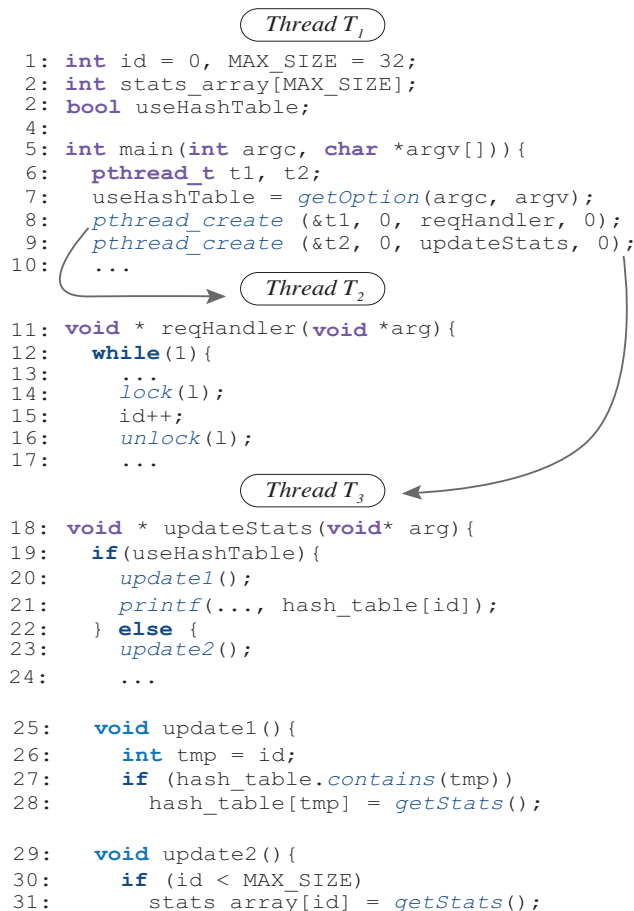 Thread T1
1: int id = 0, MAX_SIZE = 32;
2: int stats_array[MAX_SIZE];
2: bool useHashTable;
4:
5: int main(int argc, char *argv[])){
6: pthread_t t1, t2;
7: useHashTable = getOption(argc, argv);
8: pthread_create (&t1, 0, reqHandler, 0);
9: pthread_create (&t2, 0, updateStats, 0);
10: ...
Thread T2
11: void * reqHandler(void *arg){
12: while(1){
13: ...
14: lock(l);
15: id++;
16: unlock(l);
17: ...
Thread T3
18: void * updateStats(void* arg){
19: if(useHashTable){
20: update1();
21: printf(..., hash_table[id]);
22: } else {
23: update2();
24: ...
25: void update1(){
26: int tmp = id;
27: if (hash_table.contains(tmp))
28: hash_table[tmp] = getStats();
29: void update2(){
30: if (id < MAX_SIZE)
31: stats_array[id] = getStats();